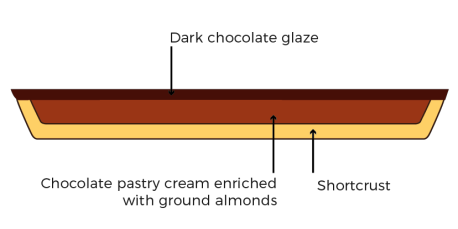 Dark chocolate glaze
Chocolate pastry cream enriched
with ground almonds
Shortcrust